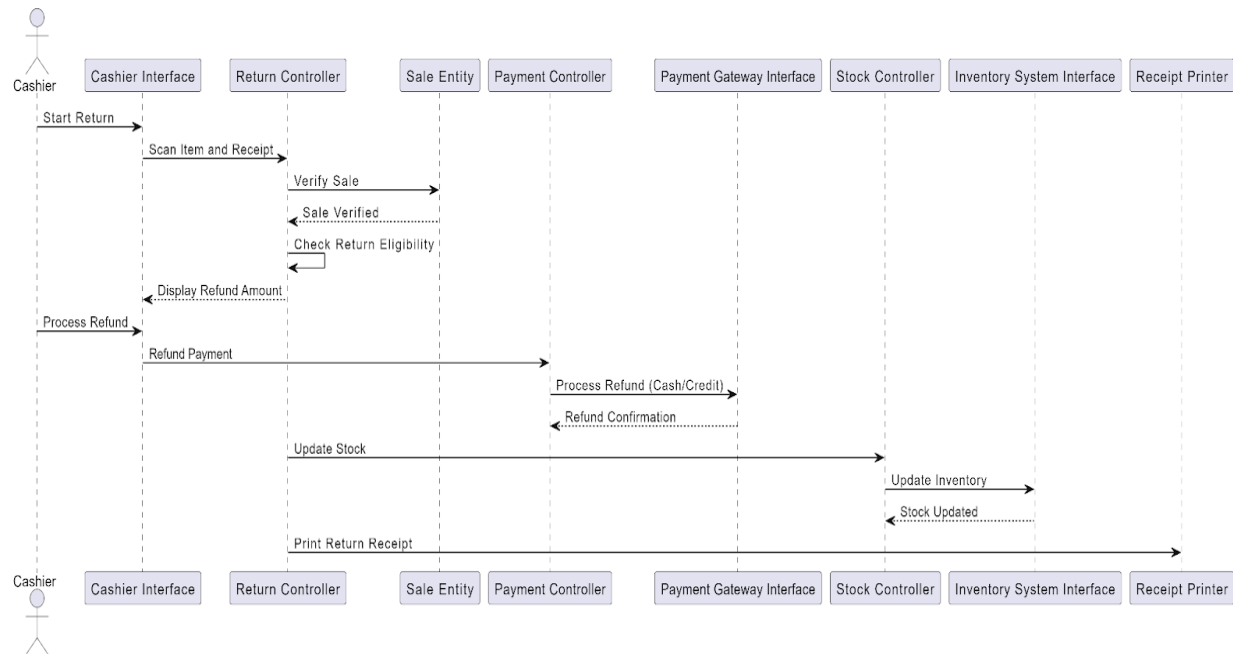 Cashier
Cashier Interface
Return Controller
Sale Entity
Payment Controller
Payment Gateway Interface
Stock Controller
Inventory System Interface
Receipt Printer
Start Return
Scan Item and Receipt
Verify Sale
Sale Verified
Check Return Eligibility
Display Refund Amount
Process Refund
Refund Payment
Process Refund (Cash/Credit)
Refund Confirmation
Update Stock
Update Inventory
Stock Updated
Print Return Receipt
Cashier
Cashier Interface
Return Controller
Sale Entity
Payment Controller
Payment Gateway Interface
Stock Controller
Inventory System Interface
Receipt Printer